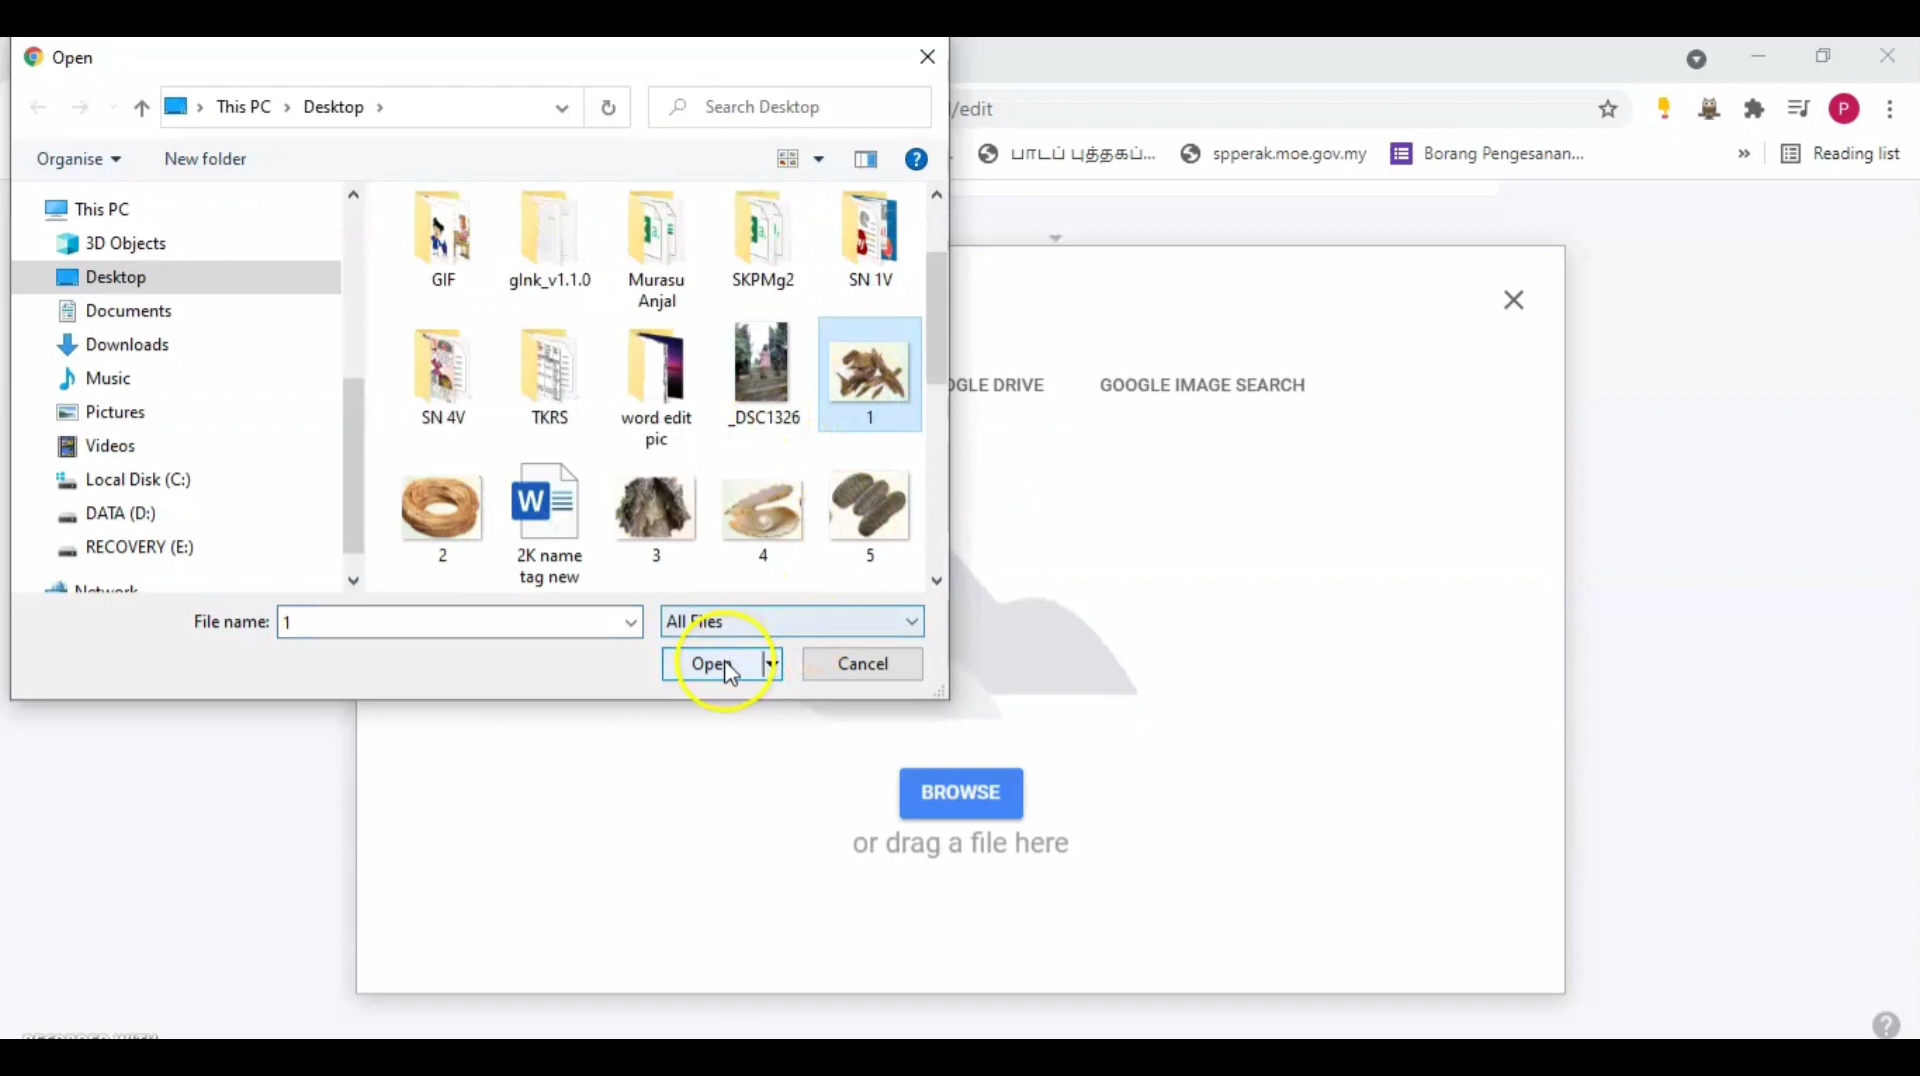 Open
This PC > Desktop >
Search Desktop
/edit
P
Organise
New folder
பாடப் புத்தகப்...
spperak.moe.gov.my
Borang Pengesanan...
»
Reading list
This PC
3D Objects
Desktop
Documents
Downloads
Music
Pictures
Videos
Local Disk (C:)
DATA (D:)
RECOVERY (E:)
Network
GIF
gInk_v1.1.0
Murasu
Anjal
SKPMg2
SN 1V
SN 4V
TKRS
word edit
pic
_DSC1326
1
2
2K name
tag new
3
4
5
File name:
1
All Files
Open
Cancel
OGLE DRIVE
GOOGLE IMAGE SEARCH
BROWSE
or drag a file here